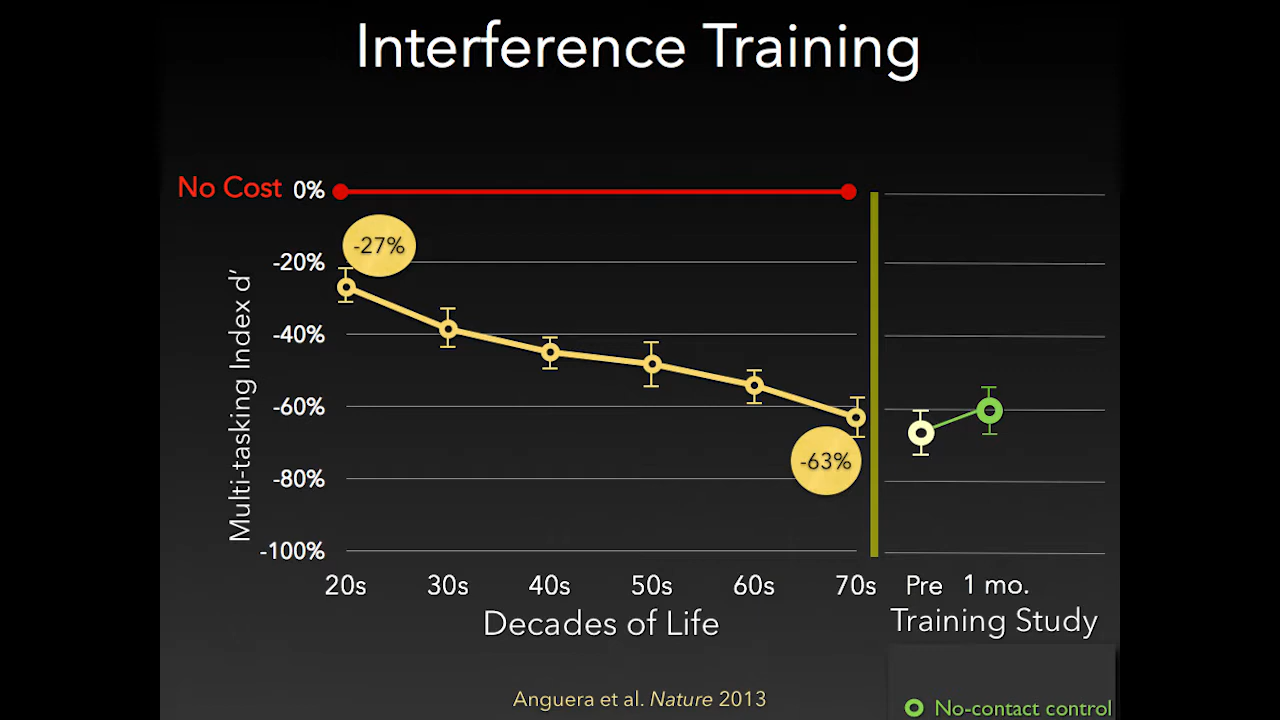 Interference Training
No Cost 0%
-27%
-20%
-40%
-60%
-63%
-80%
-100%
Multi-tasking Index d’
20s 30s 40s 50s 60s 70s Pre 1 mo.
Decades of Life
Training Study
Anguera et al. Nature 2013
No-contact control